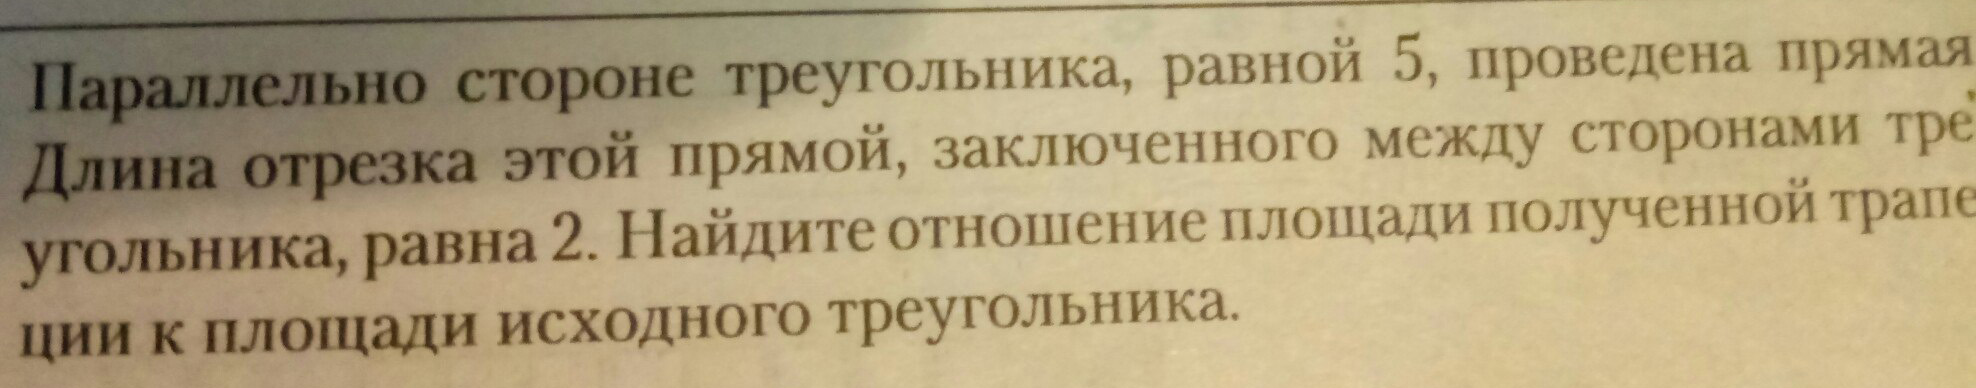 Параллельно стороне треугольника, равной 5, проведена прямая
Длина отрезка этой прямой, заключенного между сторонами тре
угольника, равна 2. Найдите отношение площади полученной трапе
ции к площади исходного треугольника.